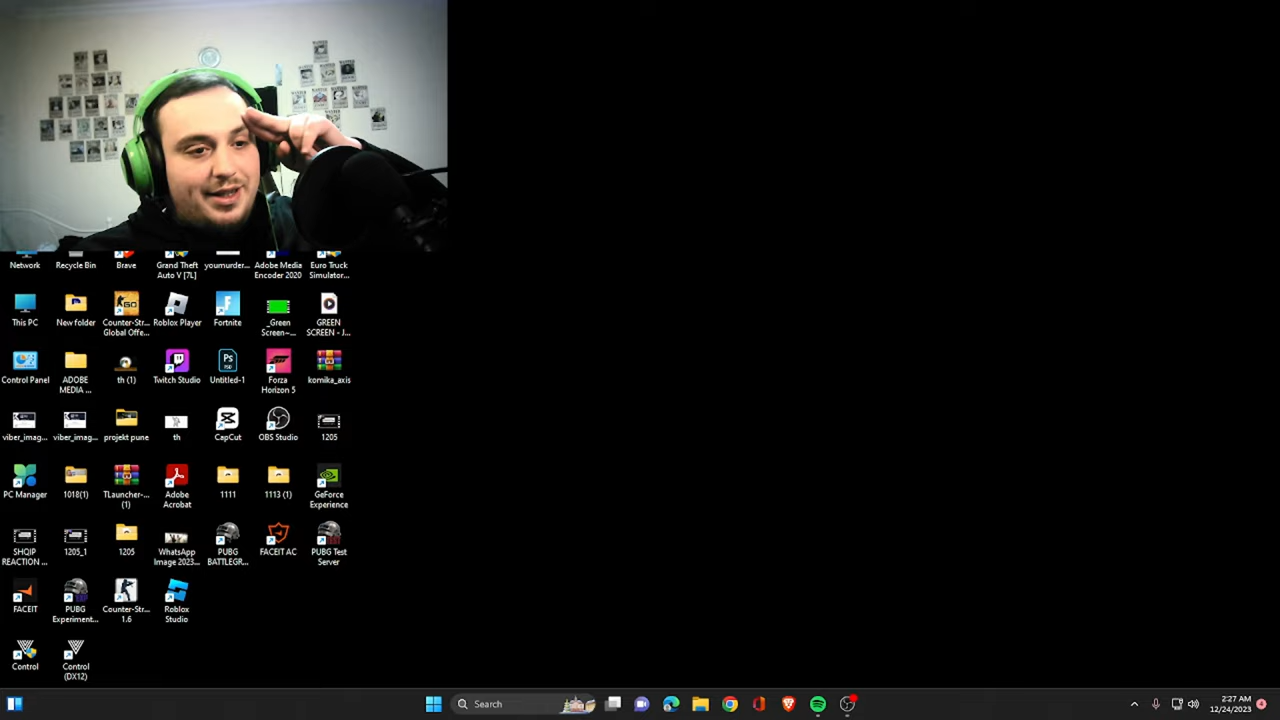 Network
Recycle Bin
Brave
Grand Theft
Auto V [7L]
youmurder...
Adobe Media
Encoder 2020
Euro Truck
Simulator...
This PC
New folder
Counter-Str...
Global Offe...
Roblox Player
Fortnite
_Green
Screen-...
GREEN
SCREEN - J...
Control Panel
ADOBE
MEDIA ...
th (1)
Twitch Studio
Untitled-1
Forza
Horizon 5
komika_axis
viber_imag...
viber_imag...
projekt pune
th
CapCut
OBS Studio
1205
PC Manager
1018(1)
TLauncher-...
(1)
Adobe
Acrobat
1111
1113 (1)
GeForce
Experience
SHQIP
REACTION ...
1205_1
1205
WhatsApp
Image 2023...
PUBG
BATTLEGR...
FACEIT AC
PUBG Test
Server
FACEIT
PUBG
Experiment...
Counter-Str...
1.6
Roblox
Studio
Control
Control
(DX12)
Search
2:27 AM
12/24/2023